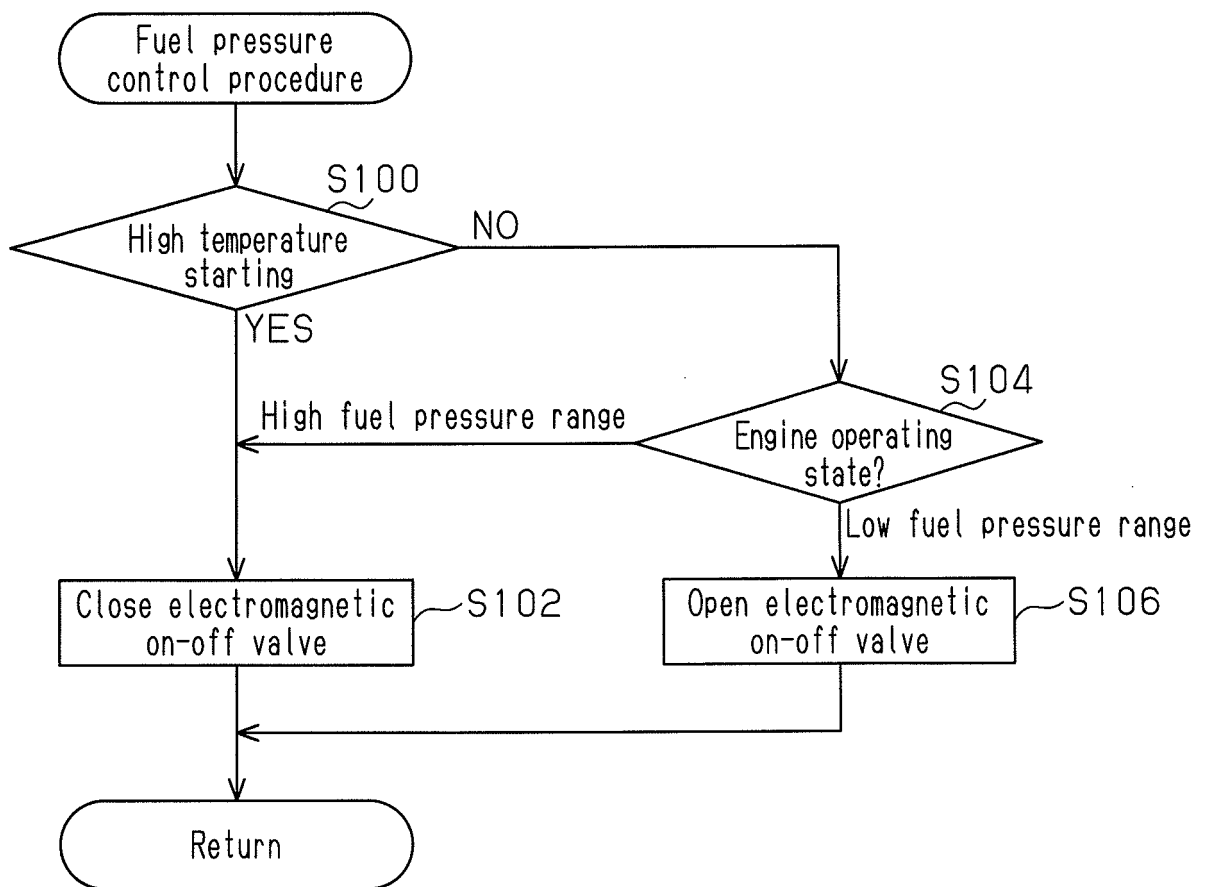 Fuel pressure
control procedure
S100
High temperature
starting
NO
YES
S104
Engine operating
state?
High fuel pressure range
Low fuel pressure range
Close electromagnetic
on-off valve
S102
Open electromagnetic
on-off valve
S106
Return